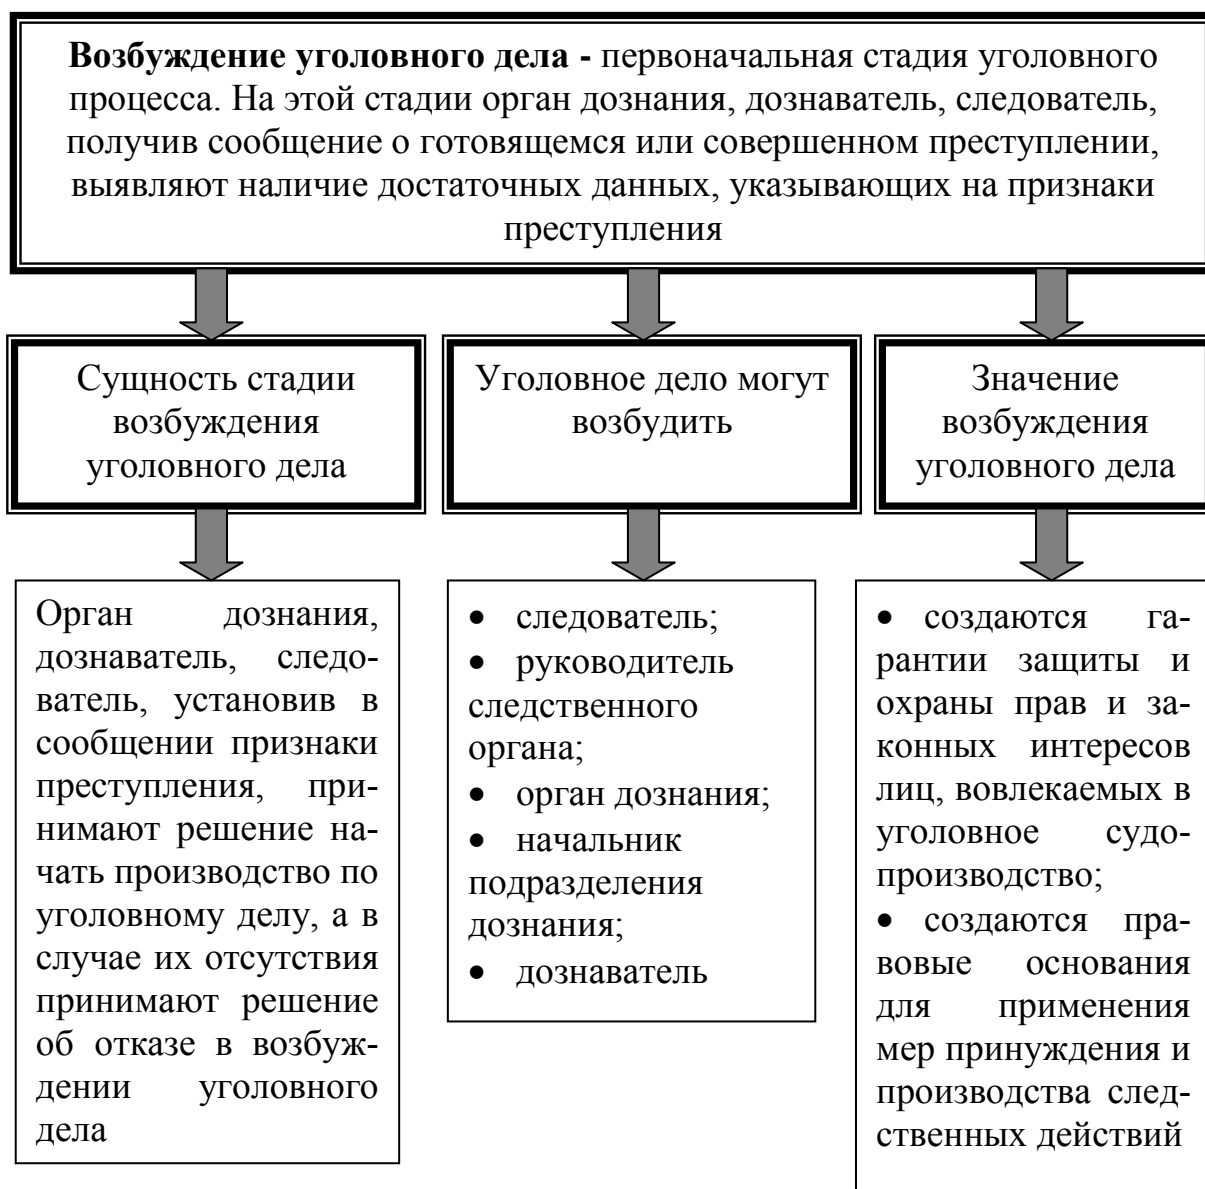 Возбуждение уголовного дела - первоначальная стадия уголовного
процесса. На этой стадии орган дознания, дознаватель, следователь,
получив сообщение о готовящемся или совершенном преступлении,
выявляют наличие достаточных данных, указывающих на признаки
преступления
Сущность стадии
возбуждения
уголовного дела
Уголовное дело могут
возбудить
Значение
возбуждения
уголовного дела
Орган дознания,
дознаватель, следо-
ватель, установив в
сообщении признаки
преступления, при-
нимают решение на-
чать производство по
уголовному делу, а в
случае их отсутствия
принимают решение
об отказе в возбуж-
дении уголовного
дела
• следователь;
• руководитель
следственного
органа;
• орган дознания;
• начальник
подразделения
дознания;
• дознаватель
• создаются га-
рантии защиты и
охраны прав и за-
конных интересов
лиц, вовлекаемых в
уголовное судо-
производство;
• создаются пра-
вовые основания
для применения
мер принуждения и
производства след-
ственных действий